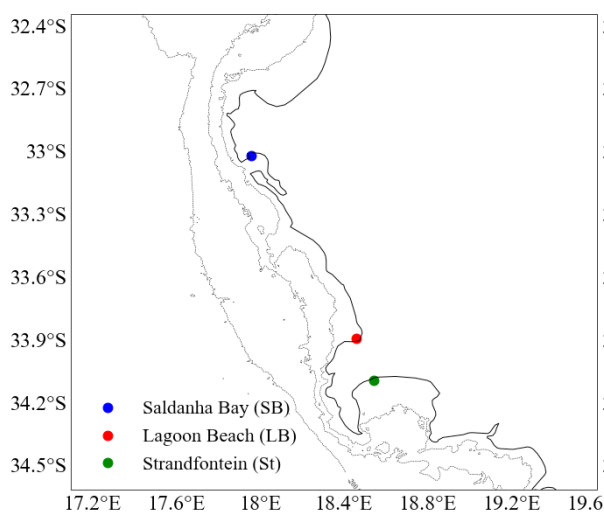 32.4°S
32.7°S
33°S
33.3°S
33.6°S
33.9°S
34.2°S
34.5°S
Saldanha Bay (SB)
Lagoon Beach (LB)
Strandfontein (St)
17.2°E 17.6°E 18°E 18.4°E 18.8°E 19.2°E 19.6